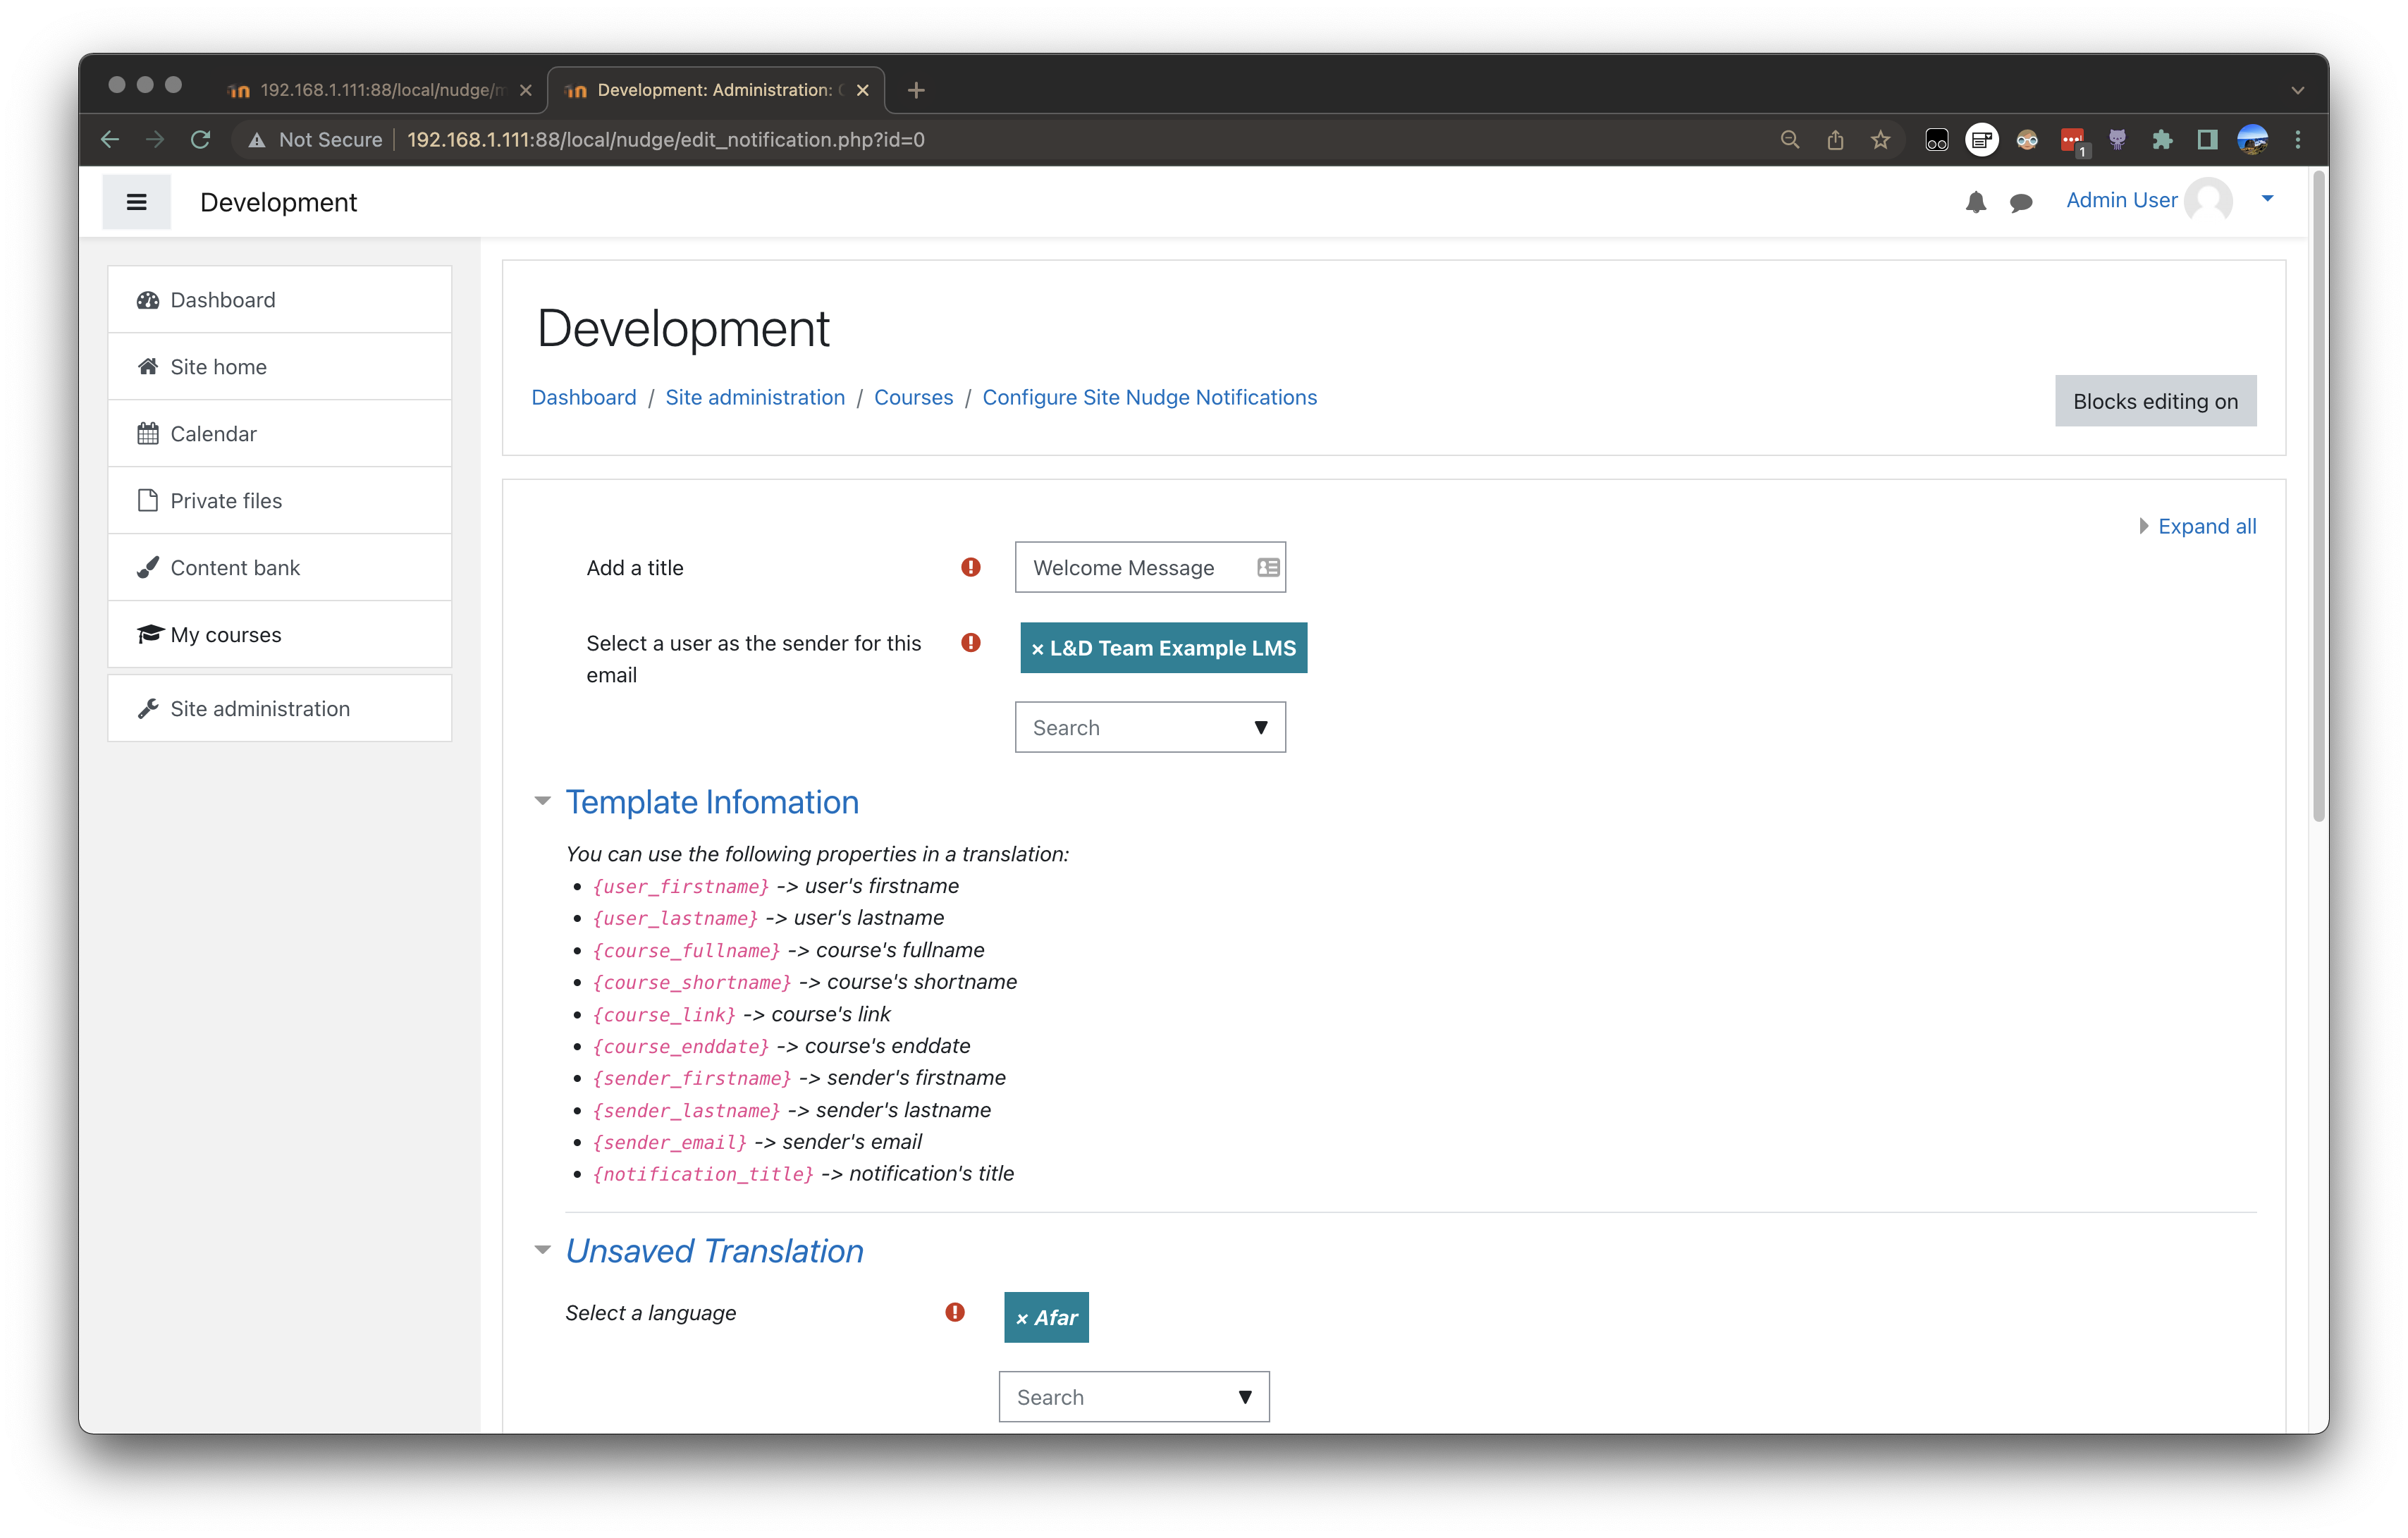 192.168.1.111:88/local/nudge/m
Development: Administration:
Not Secure
192.168.1.111:88/local/nudge/edit_notification.php?id=0
1
Development
Admin User
Dashboard
Site home
Calendar
Private files
Content bank
My courses
Site administration
Development
Dashboard / Site administration / Courses / Configure Site Nudge Notifications
Blocks editing on
Expand all
Add a title
Welcome Message
Select a user as the sender for this
email
× L&D Team Example LMS
Search
Template Infomation
You can use the following properties in a translation:
{user_firstname} -> user's firstname
{user_lastname} -> user's lastname
{course_fullname} -> course's fullname
{course_shortname} -> course's shortname
{course_link} -> course's link
{course_enddate} -> course's enddate
{sender_firstname} -> sender's firstname
{sender_lastname} -> sender's lastname
{sender_email} -> sender's email
{notification_title} -> notification's title
Unsaved Translation
Select a language
× Afar
Search